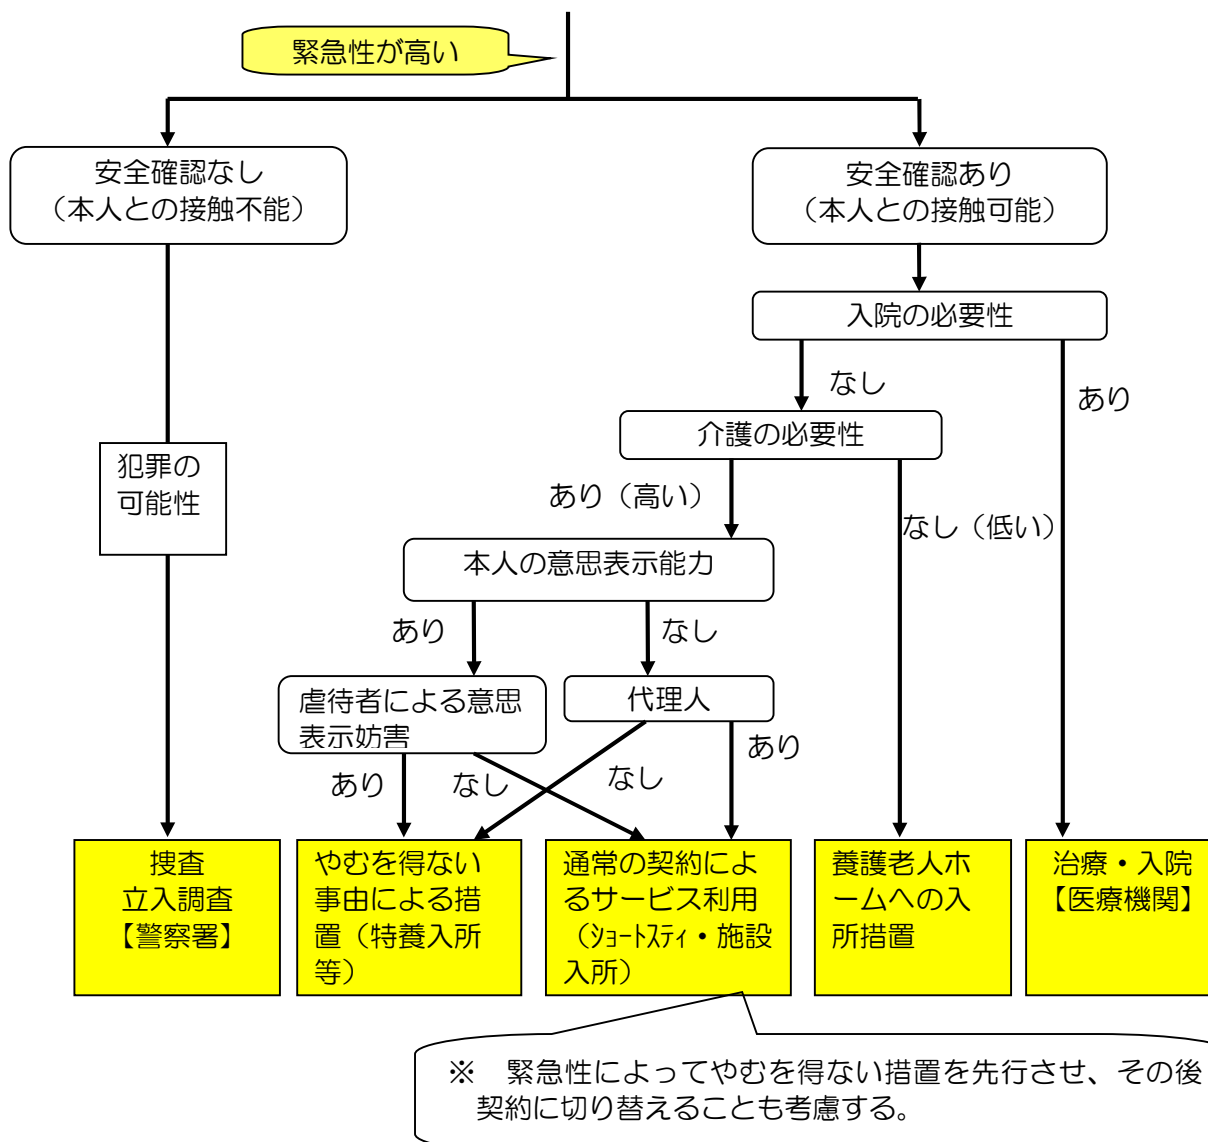 緊急性が高い
安全確認なし
（本人との接触不能）
安全確認あり
（本人との接触可能）
入院の必要性
なし
あり
介護の必要性
犯罪の
可能性
あり（高い）
なし（低い）
本人の意思表示能力
あり
なし
虐待者による意思
表示妨害
代理人
あり
なし
なし
あり
捜査
立入調査
【警察署】
やむを得ない
事由による措
置（特養入所
等）
通常の契約によ
るサービス利用
（ｼｮｰﾄｽﾃｨ・施設
入所）
養護老人ホ
ームへの入
所措置
治療・入院
【医療機関】
※　緊急性によってやむを得ない措置を先行させ、その後
契約に切り替えることも考慮する。